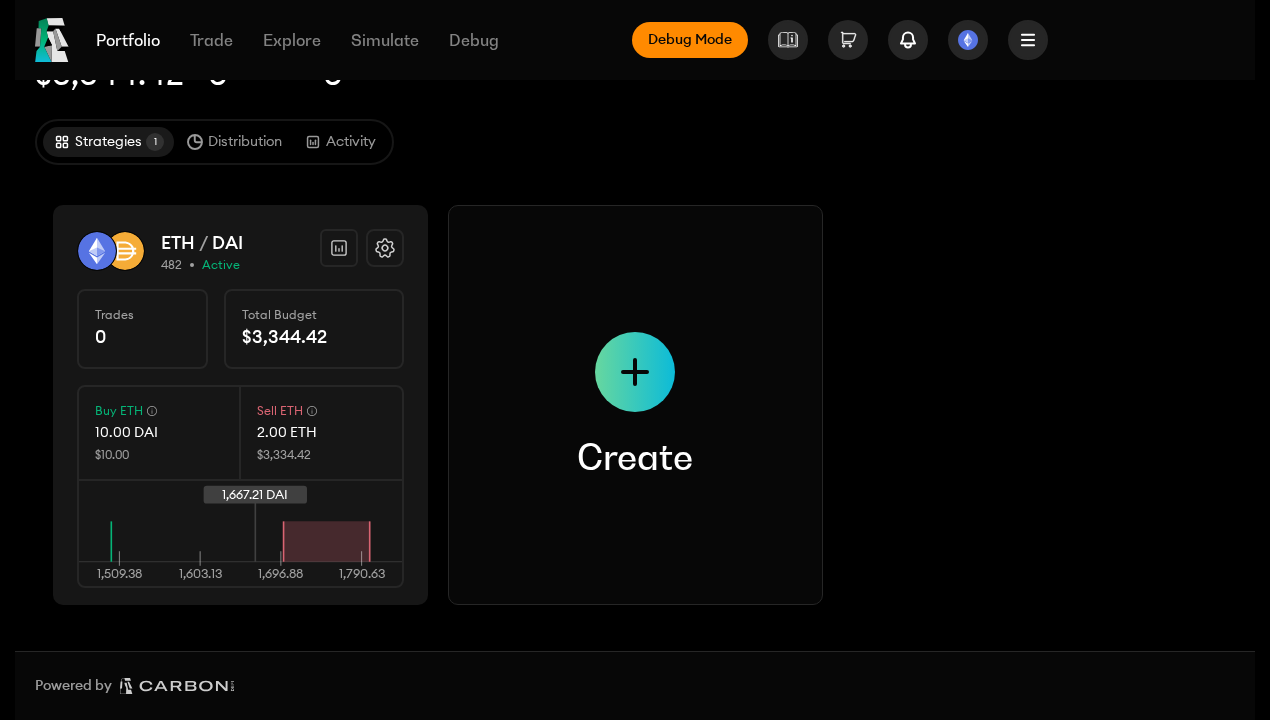 Portfolio Trade Explore Simulate Debug Debug Mode
Strategies 1 Distribution Activity
ETH / DAI
482 • Active
Trades
0
Total Budget
$3,344.42
Buy ETH
10.00 DAI
$10.00
Sell ETH
2.00 ETH
$3,334.42
1,667.21 DAI
1,509.38 1,603.13 1,696.88 1,790.63
Create
Powered by CARBON DEFI